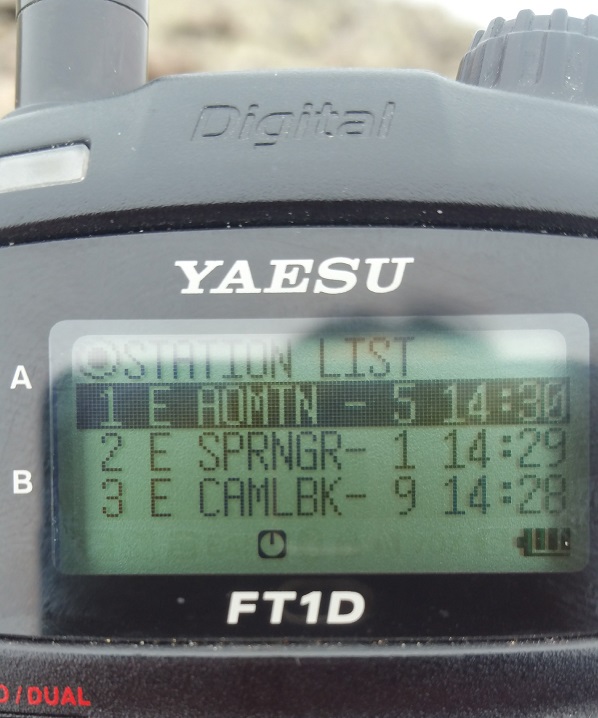 Digital
YAESU
A
STATION LIST
1 E AOMTN - 5 14:30
2 E SPRNGR- 1 14:29
B
3 E CAMLBK- 9 14:28
FT1D
/DUAL